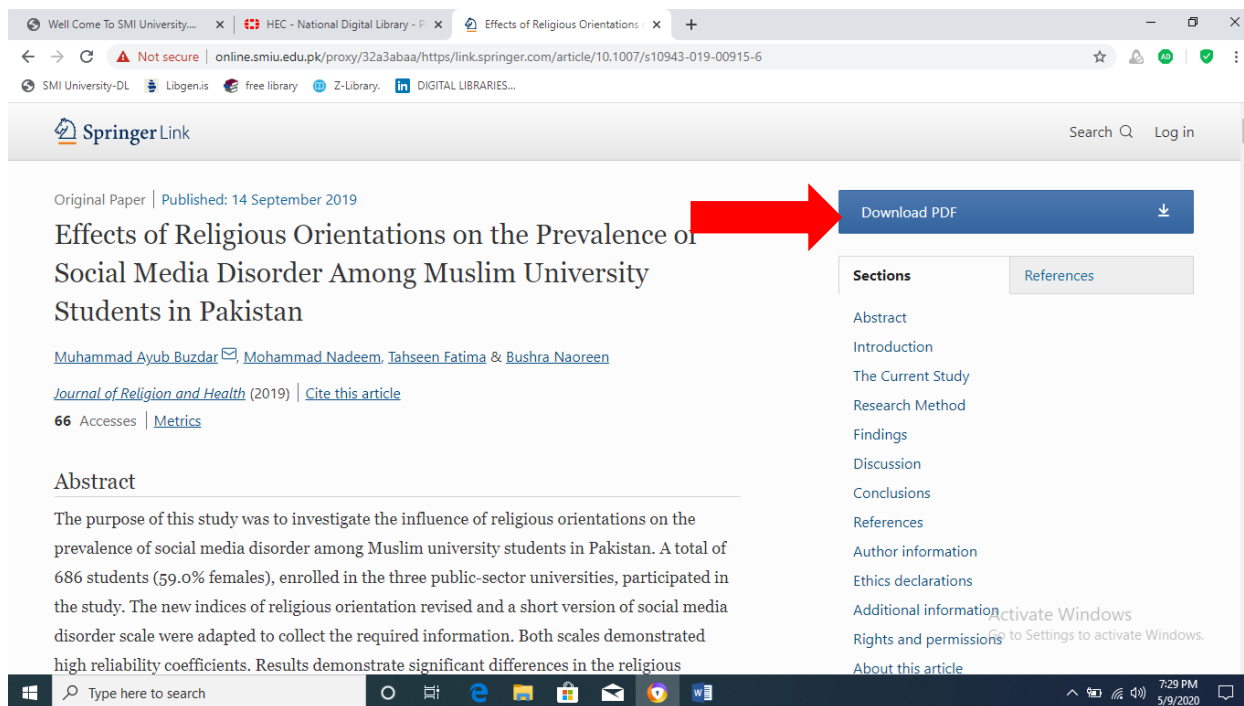 Well Come To SMI University....
HEC - National Digital Library - P
Effects of Religious Orientations
Not secure | online.smiu.edu.pk/proxy/32a3abaa/https/link.springer.com/article/10.1007/s10943-019-00915-6
SMI University-DL Libgen.is free library Z-Library. DIGITAL LIBRARIES...
Springer Link
Search Log in
Original Paper | Published: 14 September 2019
Effects of Religious Orientations on the Prevalence of
Social Media Disorder Among Muslim University
Students in Pakistan
Muhammad Ayub Buzdar, Mohammad Nadeem, Tahseen Fatima & Bushra Naoreen
Journal of Religion and Health (2019) | Cite this article
66 Accesses | Metrics
Abstract
The purpose of this study was to investigate the influence of religious orientations on the
prevalence of social media disorder among Muslim university students in Pakistan. A total of
686 students (59.0% females), enrolled in the three public-sector universities, participated in
the study. The new indices of religious orientation revised and a short version of social media
disorder scale were adapted to collect the required information. Both scales demonstrated
high reliability coefficients. Results demonstrate significant differences in the religious
Download PDF
Sections References
Abstract
Introduction
The Current Study
Research Method
Findings
Discussion
Conclusions
References
Author information
Ethics declarations
Additional information
Rights and permissions
About this article
Activate Windows
Go to Settings to activate Windows.
Type here to search
7:29 PM
5/9/2020